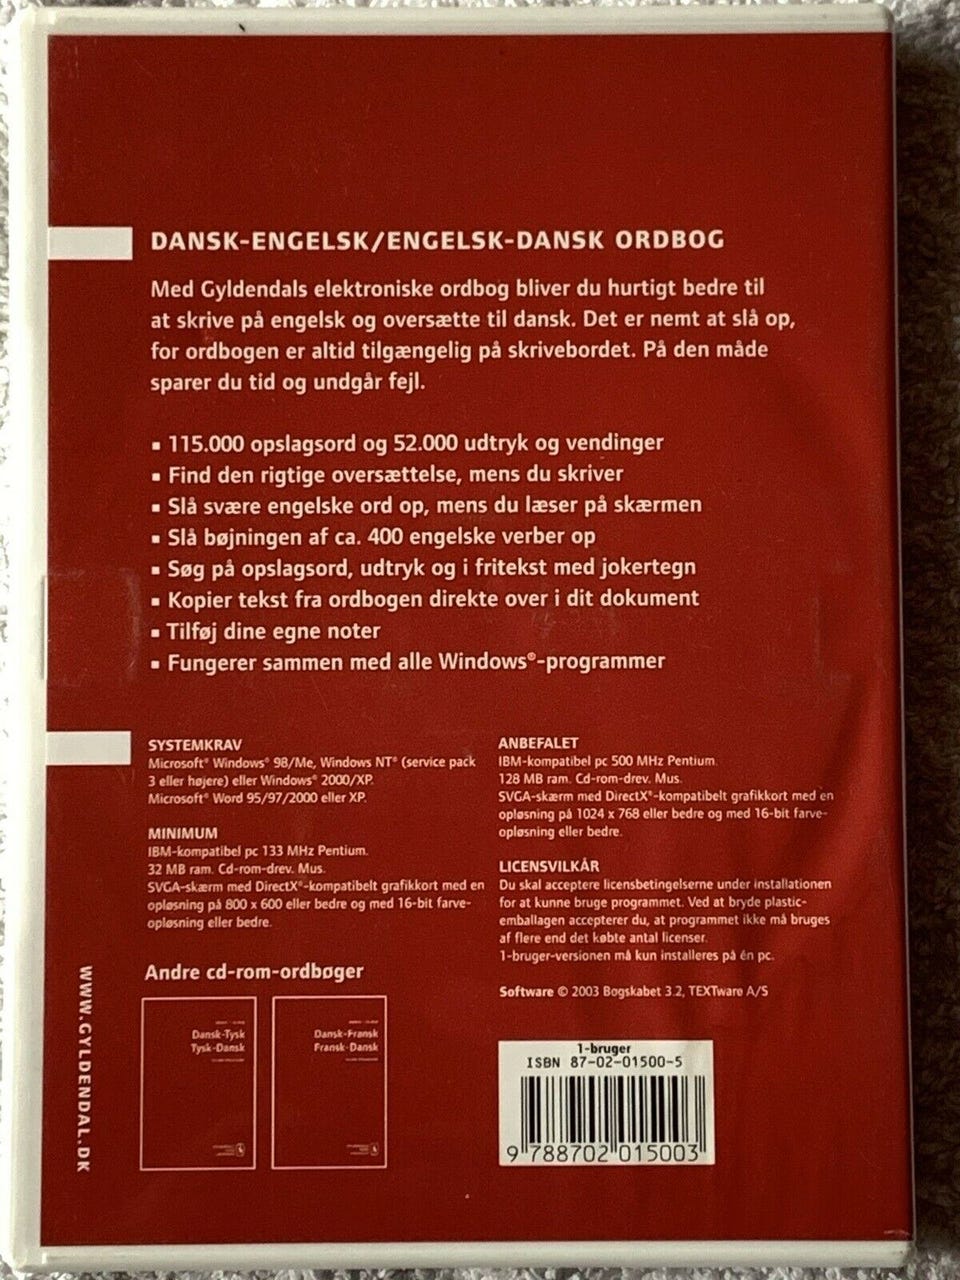 DANSK-ENGELSK/ENGELSK-DANSK ORDBOG
Med Gyldendals elektroniske ordbog bliver du hurtigt bedre til
at skrive på engelsk og oversætte til dansk. Det er nemt at slå op,
for ordbogen er altid tilgængelig på skrivebordet. På den måde
sparer du tid og undgår fejl.
▪ 115.000 opslagsord og 52.000 udtryk og vendinger
▪ Find den rigtige oversættelse, mens du skriver
▪ Slå svære engelske ord op, mens du læser på skærmen
▪ Slå bøjningen af ca. 400 engelske verber op
▪ Søg på opslagsord, udtryk og i fritekst med jokertegn
▪ Kopier tekst fra ordbogen direkte over i dit dokument
▪ Tilføj dine egne noter
▪ Fungerer sammen med alle Windows®-programmer
SYSTEMKRAV
Microsoft® Windows® 98/Me, Windows NT® (service pack
3 eller højere) eller Windows® 2000/XP.
Microsoft® Word 95/97/2000 eller XP.
MINIMUM
IBM-kompatibel pc 133 MHz Pentium.
32 MB ram. Cd-rom-drev. Mus.
SVGA-skærm med DirectX®-kompatibelt grafikkort med en
opløsning på 800 x 600 eller bedre og med 16-bit farve-
opløsning eller bedre.
ANBEFALET
IBM-kompatibel pc 500 MHz Pentium.
128 MB ram. Cd-rom-drev. Mus.
SVGA-skærm med DirectX®-kompatibelt grafikkort med en
opløsning på 1024 x 768 eller bedre og med 16-bit farve-
opløsning eller bedre.
LICENSVILKÅR
Du skal acceptere licensbetingelserne under installationen
for at kunne bruge programmet. Ved at bryde plastic-
emballagen accepterer du, at programmet ikke må bruges
af flere end det købte antal licenser.
1-bruger-versionen må kun installeres på én pc.
Software © 2003 Bogskabet 3.2, TEXTware A/S
Andre cd-rom-ordbøger
Dansk-Tysk
Tysk-Dansk
Dansk-Fransk
Fransk-Dansk
WWW.GYLDENDAL.DK
1-bruger
ISBN 87-02-01500-5
9 788702 015003